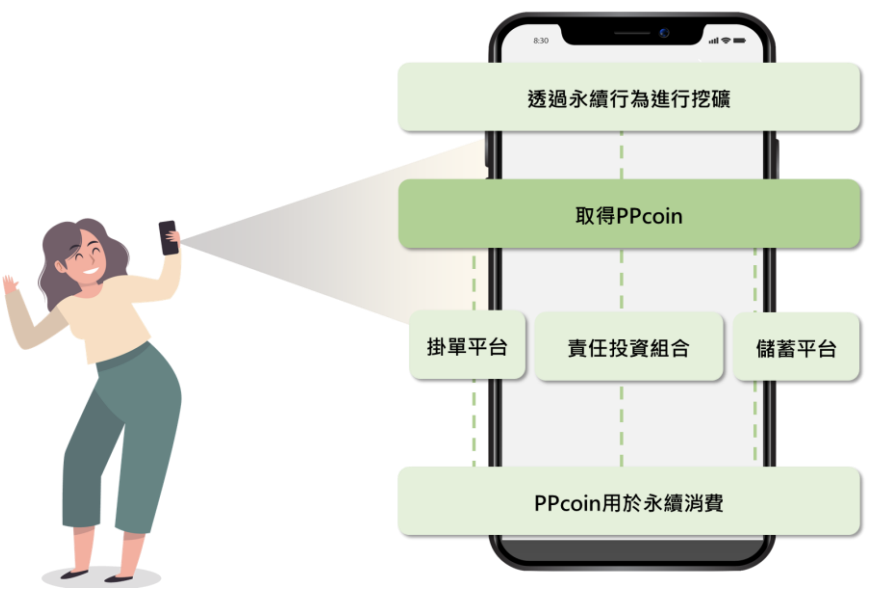 8:30
透過永續行為進行挖礦
取得PPcoin
掛單平台
責任投資組合
儲蓄平台
PPcoin用於永續消費